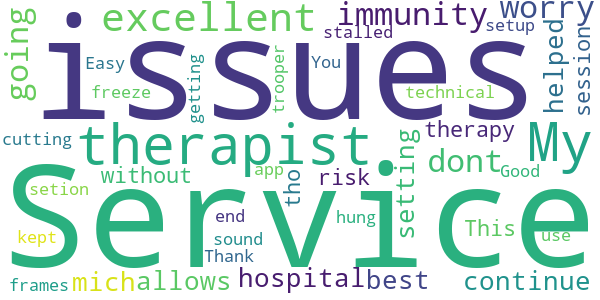 going
excellent
immunity
worry
stalled
setup
issues
Easy
You
freeze
getting
trooper
technical
helped
session
cutting
therapist
therapy
My
without
app
tho
risk
setting
dont
Good
Service
setion
end
hung
This
use
kept
sound
Thank
frames
mich
allows
hospital
best
continue